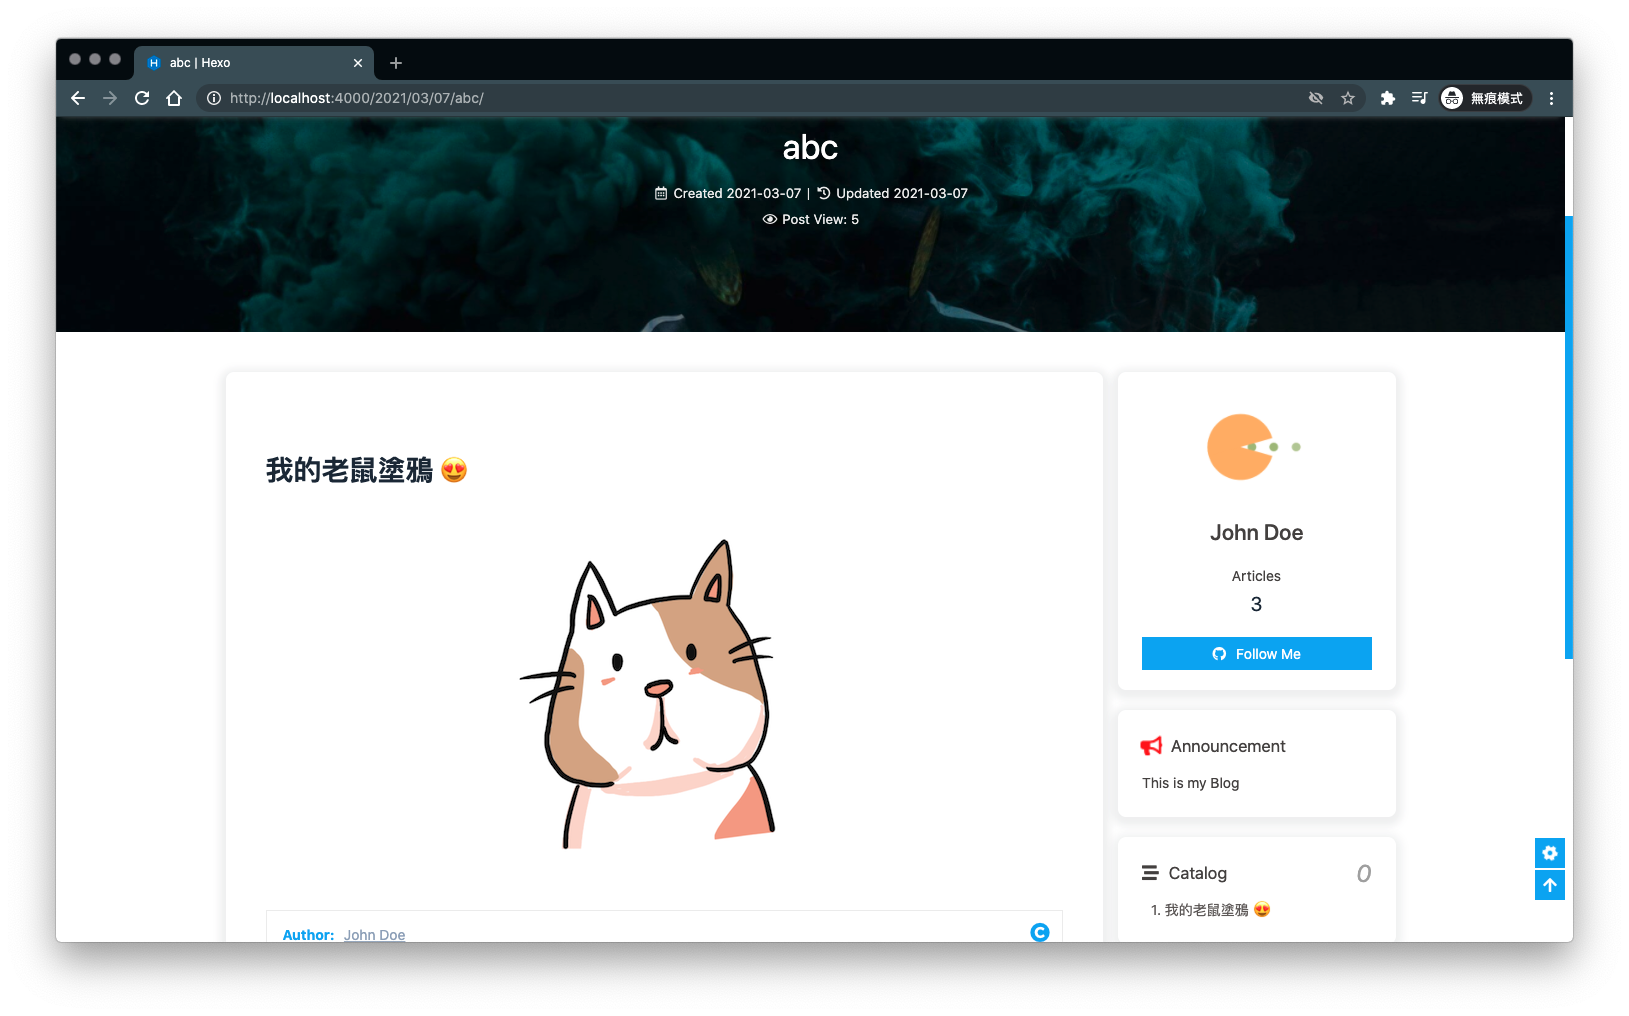 abc | Hexo
http://localhost:4000/2021/03/07/abc/
無痕模式
abc
Created 2021-03-07 | Updated 2021-03-07
Post View: 5
我的老鼠塗鴉 😍
John Doe
Articles
3
Follow Me
Announcement
This is my Blog
Catalog 0
1. 我的老鼠塗鴉 😍
Author: John Doe